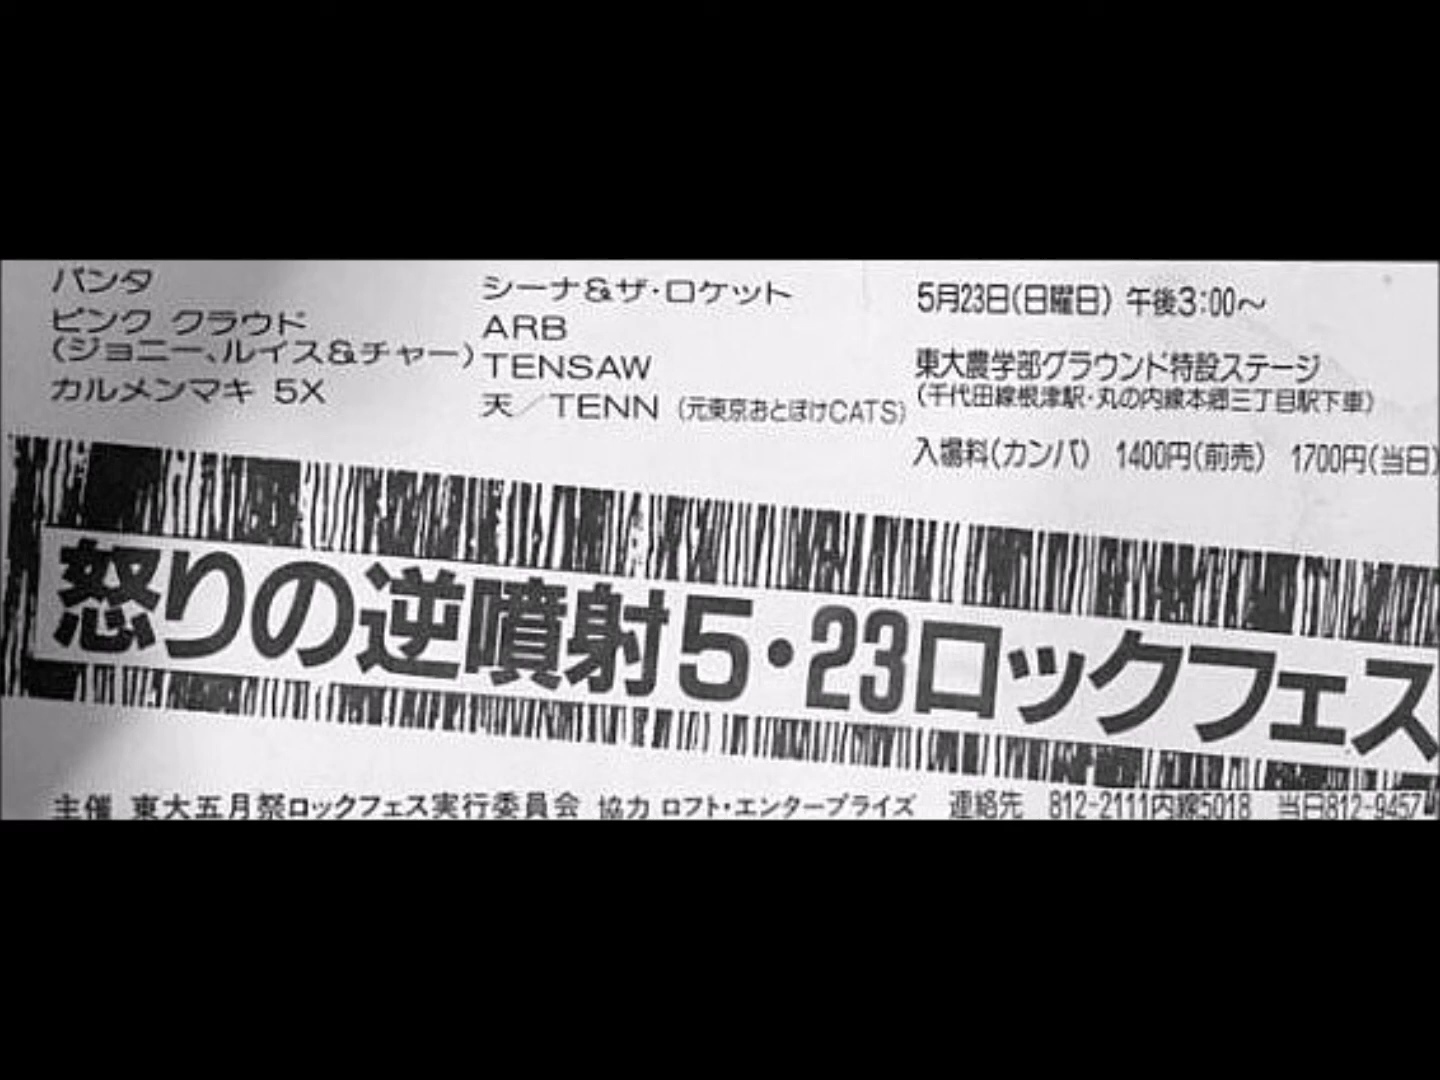 パンタ
ピンク クラウド
(ジョニー、ルイス&チャー)
カルメンマキ 5X
シーナ&ザ・ロケット
ARB
TENSAW
天/TENN (元東京おとぼけCATS)
5月23日(日曜日) 午後3:00〜
東大農学部グラウンド特設ステージ
(千代田線根津駅・丸の内線本郷三丁目駅下車)
入場料(カンパ) 1400円(前売) 1700円(当日)
怒りの逆噴射5・23ロックフェス
主催 東大五月祭ロックフェス実行委員会 協力 ロフト・エンタープライズ 連絡先 812-2111内線5018 当日812-9457